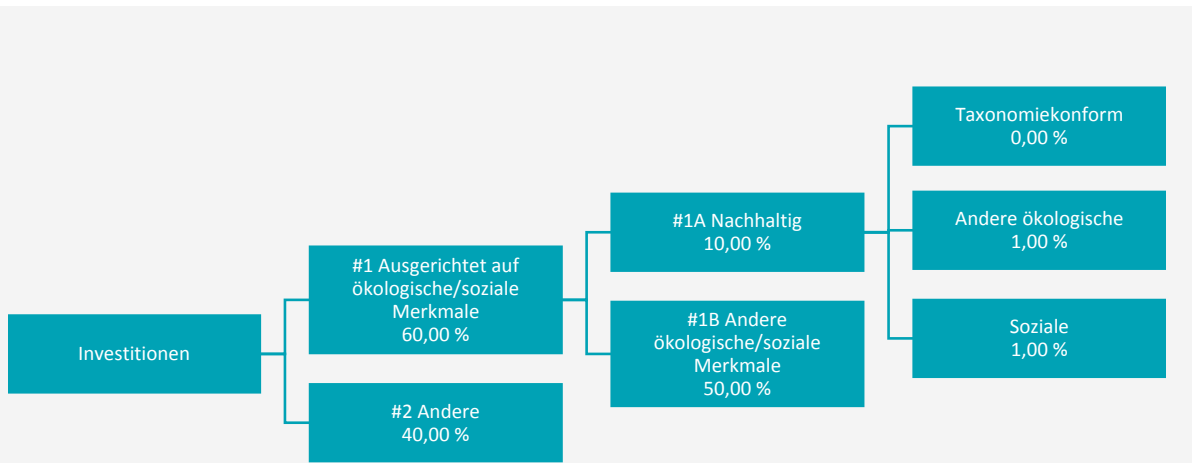 Investitionen
#1 Ausgerichtet auf
ökologische/soziale
Merkmale
60,00 %
#2 Andere
40,00 %
#1A Nachhaltig
10,00 %
#1B Andere
ökologische/soziale
Merkmale
50,00 %
Taxonomiekonform
0,00 %
Andere ökologische
1,00 %
Soziale
1,00 %